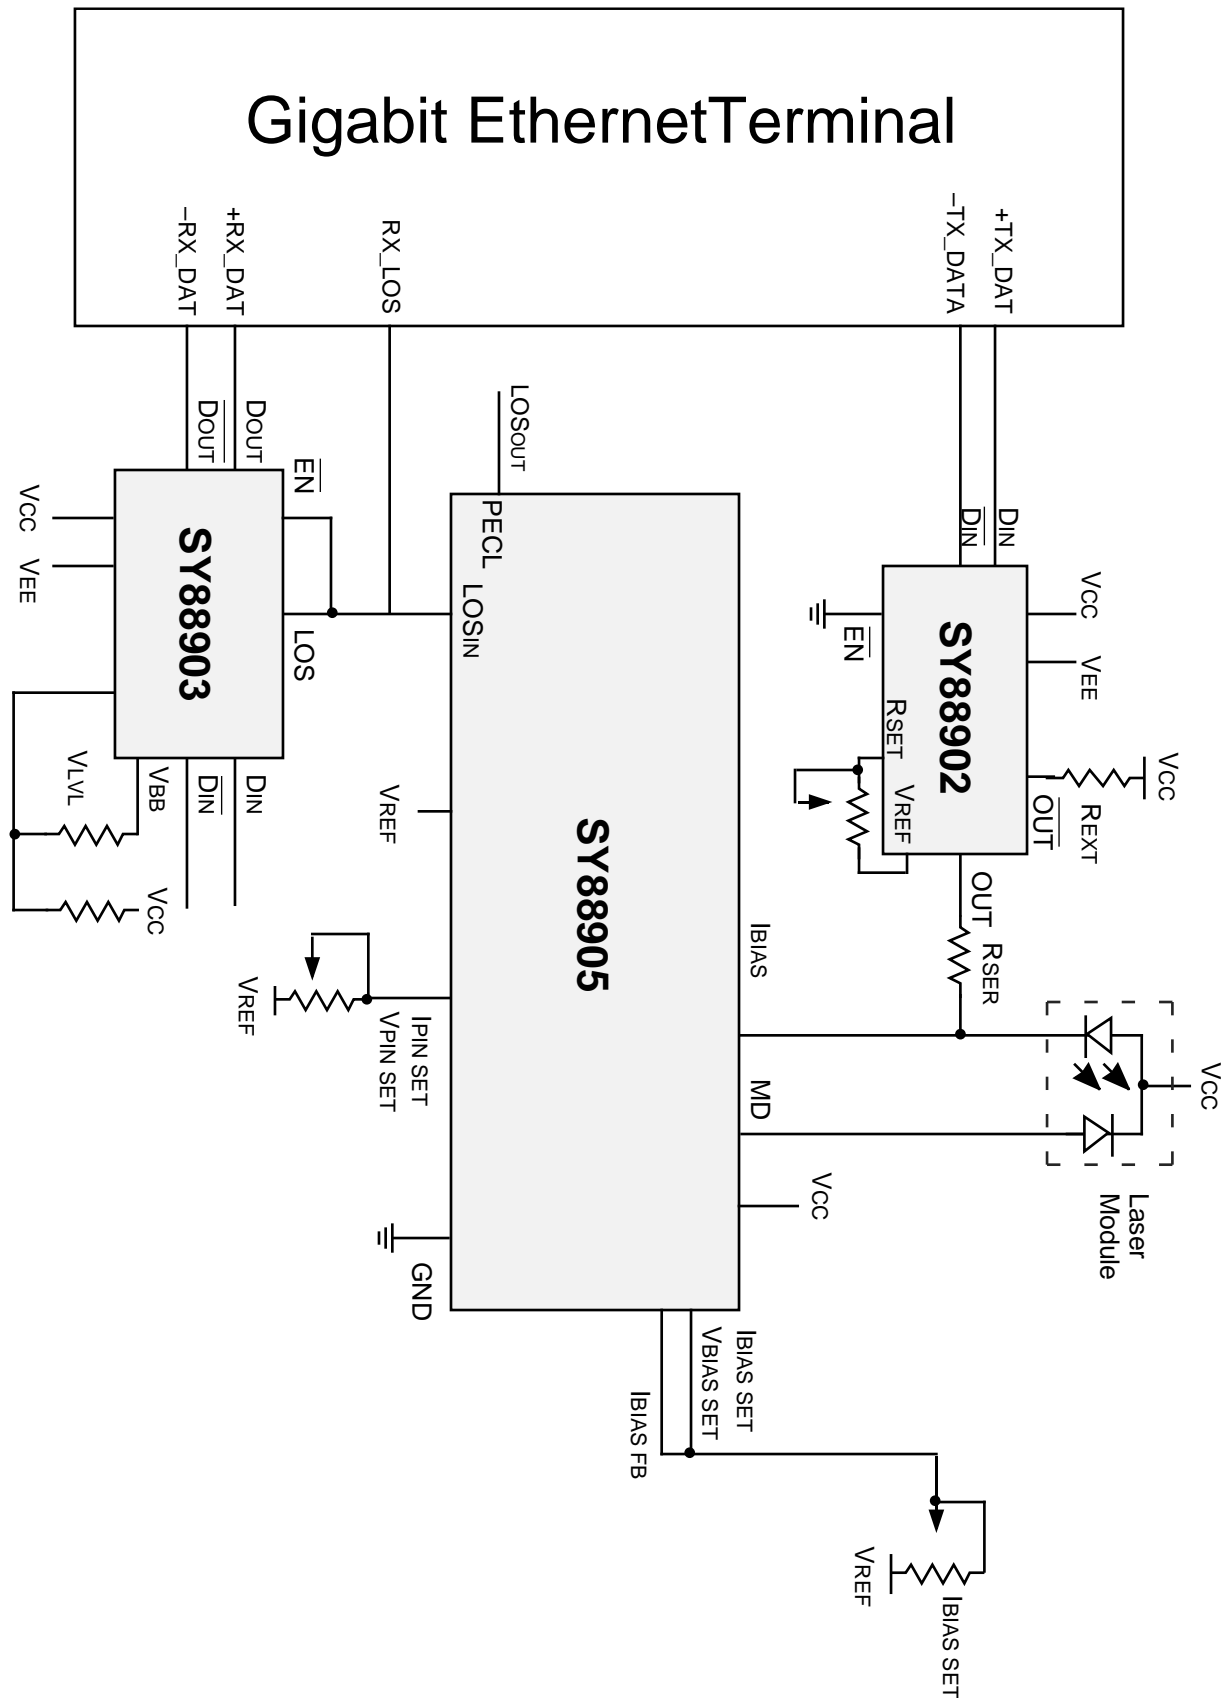 Gigabit EthernetTerminal
–RX_DAT
+RX_DAT
RX_LOS
–TX_DATA
+TX_DAT
DOUT
DOUT
EN
LOSOUT
PECL
LOSIN
DIN
DIN
VCC
VEE
SY88903
LOS
VCC
VEE
EN
SY88902
RSET
VREF
OUT
REXT
VCC
VLVL
VBB
DIN
DIN
VCC
VREF
SY88905
IBIAS
OUT
RSER
VREF
VPIN SET
IPIN SET
MD
VCC
VCC
Laser
Module
GND
IBIAS SET
VBIAS SET
IBIAS FB
VREF
IBIAS SET